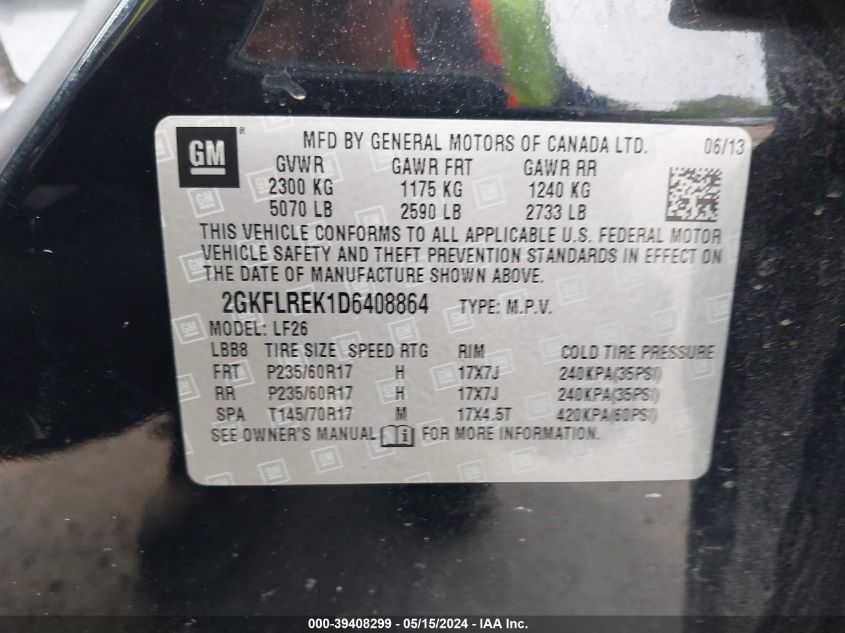 GM ® MFD BY GENERAL MOTORS OF CANADA LTD. 06/13
GVWR GAWR FRT GAWR RR
2300 KG 1175 KG 1240 KG
5070 LB 2590 LB 2733 LB
THIS VEHICLE CONFORMS TO ALL APPLICABLE U.S. FEDERAL MOTOR
VEHICLE SAFETY AND THEFT PREVENTION STANDARDS IN EFFECT ON
THE DATE OF MANUFACTURE SHOWN ABOVE.
2GKFLREK1D6408864 TYPE: M.P.V.
MODEL: LF26
LBB8 TIRE SIZE SPEED RTG RIM COLD TIRE PRESSURE
FRT P235/60R17 H 17X7J 240KPA(35PSI)
RR P235/60R17 H 17X7J 240KPA(35PSI)
SPA T145/70R17 M 17X4.5T 420KPA(60PSI)
SEE OWNER'S MANUAL i FOR MORE INFORMATION.
000-39408299 - 05/15/2024 - IAA Inc.